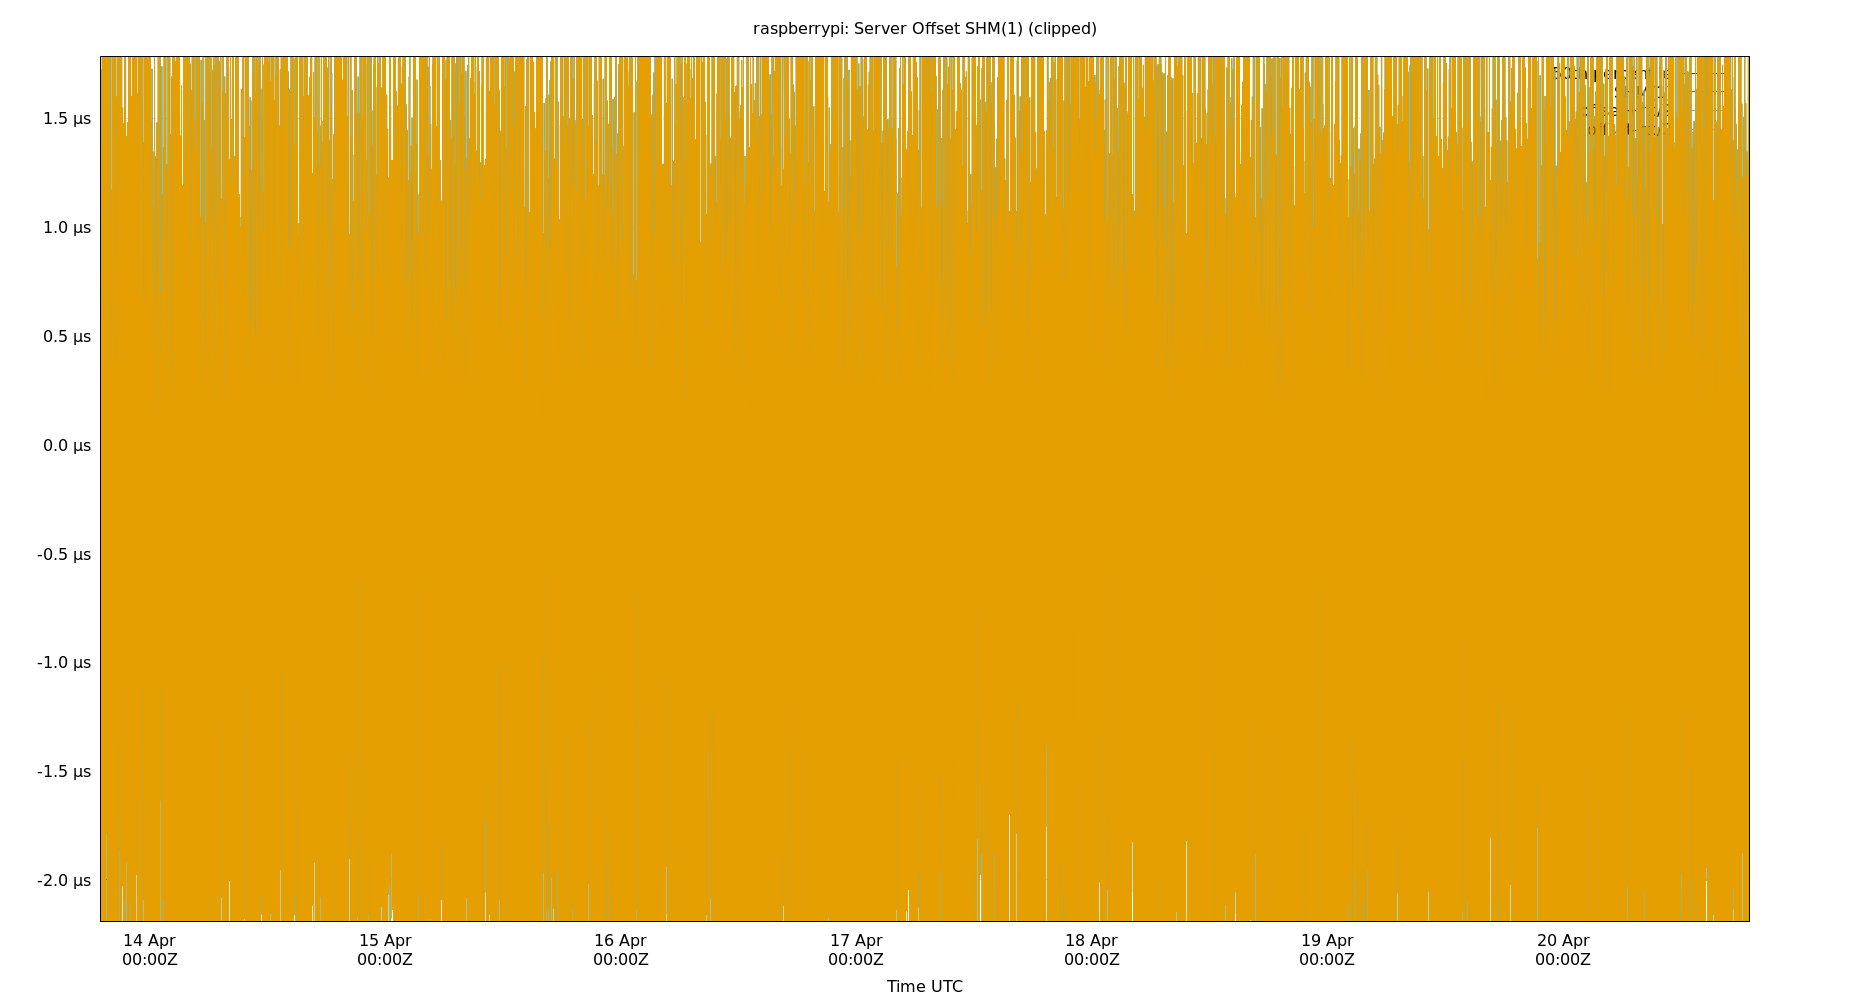 raspberrypi: Server Offset SHM(1) (clipped)
1.5 µs
1.0 µs
0.5 µs
0.0 µs
-0.5 µs
-1.0 µs
-1.5 µs
-2.0 µs
14 Apr 15 Apr 16 Apr 17 Apr 18 Apr 19 Apr 20 Apr
00:00Z 00:00Z 00:00Z 00:00Z 00:00Z 00:00Z 00:00Z
Time UTC